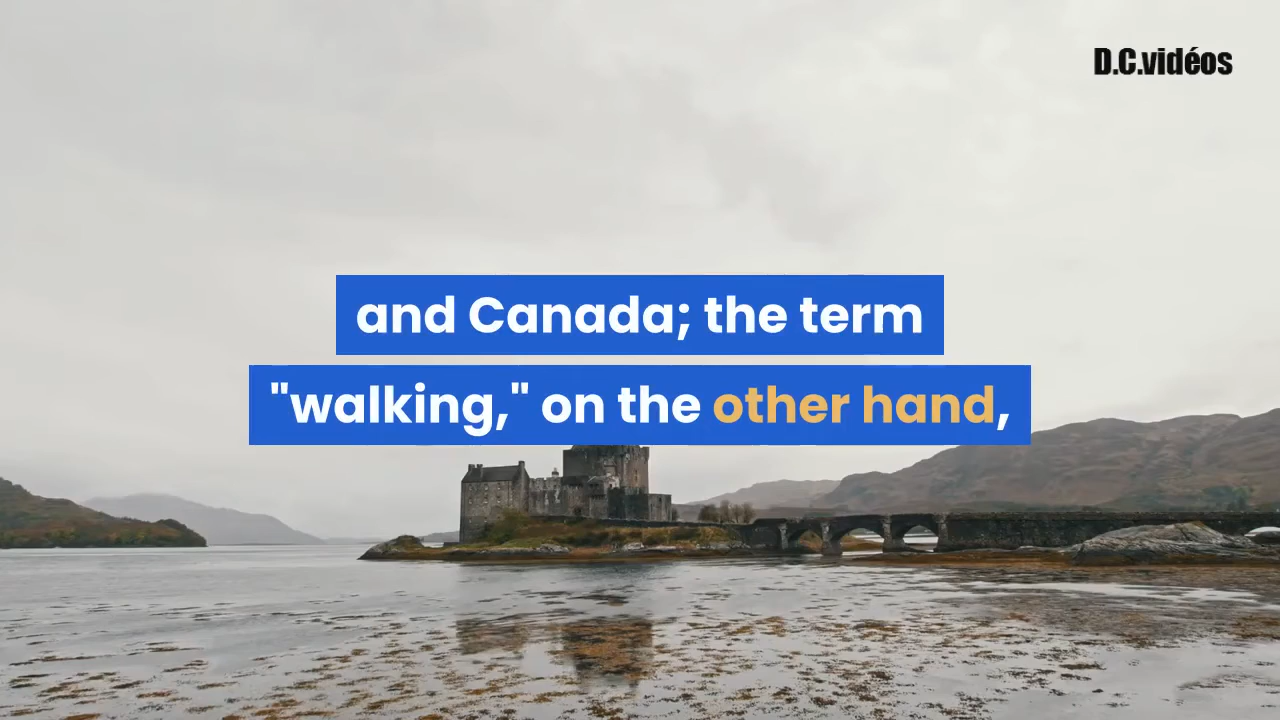 D.C.vidéos
and Canada; the term
"walking," on the other hand,